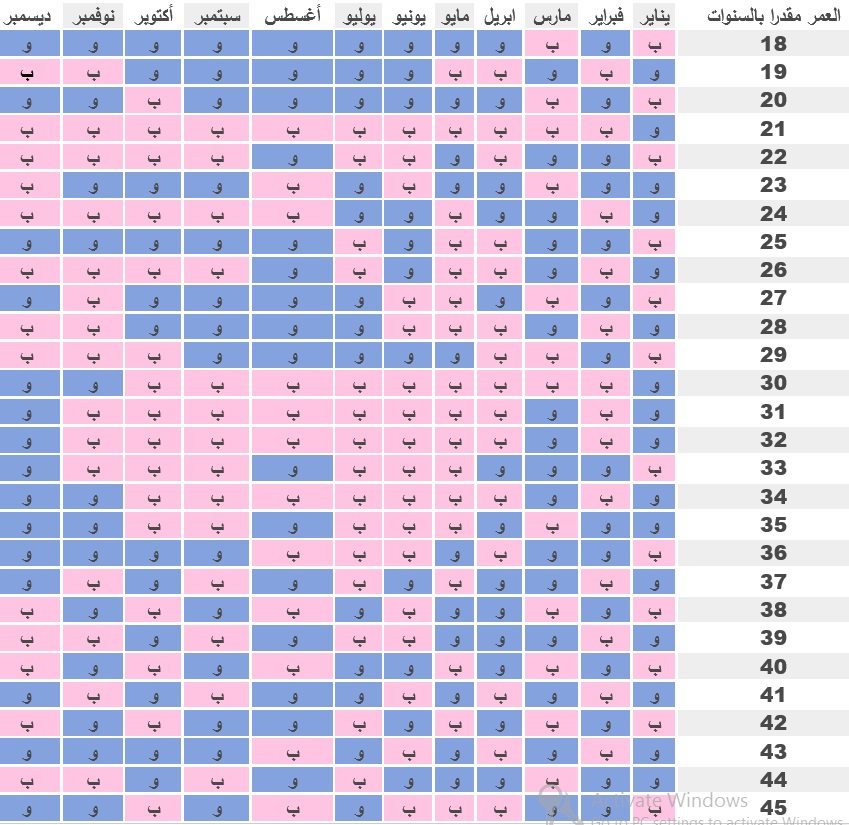 العمر مقدرا بالسنوات يناير فبراير مارس ابريل مايو يونيو يوليو أغسطس سبتمبر أكتوبر نوفمبر ديسمبر
18 ب و ب و و و و و و و و و
19 و ب و ب ب و و و و و ب ب
20 ب و ب و و و و و و ب و و
21 و ب ب ب ب ب ب ب ب ب ب ب
22 ب و و ب و ب ب و ب ب ب ب
23 و و ب و و ب و ب و و و و
24 و ب و و ب و و ب ب ب ب ب
25 ب و و ب ب و ب و و و و و
26 و ب و ب ب و ب و ب ب ب ب
27 ب و ب و ب ب و و و و ب و
28 و ب و ب ب ب و و و و ب ب
29 ب و ب ب و و و و و ب ب ب
30 و ب ب ب ب ب ب ب ب ب و و
31 و ب و ب ب ب ب ب ب ب ب و
32 و ب و ب ب ب ب ب ب ب ب و
33 ب و و و ب ب ب و ب ب ب و
34 و ب و ب ب ب ب ب ب ب و و
35 و و ب و ب ب ب و ب ب و و
36 ب و و ب و ب ب ب و و و و
37 و ب و و ب و ب و ب و ب و
38 ب و ب و و ب و ب و ب و ب
39 و ب و و و و و و ب و ب ب
40 ب و ب و ب و و ب و ب و ب
41 و ب و ب و ب و و ب و ب و
42 ب و ب و ب و ب و و ب و ب
43 و ب و ب و ب و ب و و و و
44 و و ب و و و ب و ب و ب ب
45 ب و و ب ب ب و ب و ب و و
Activate Windows
Go to PC settings to activate Windows